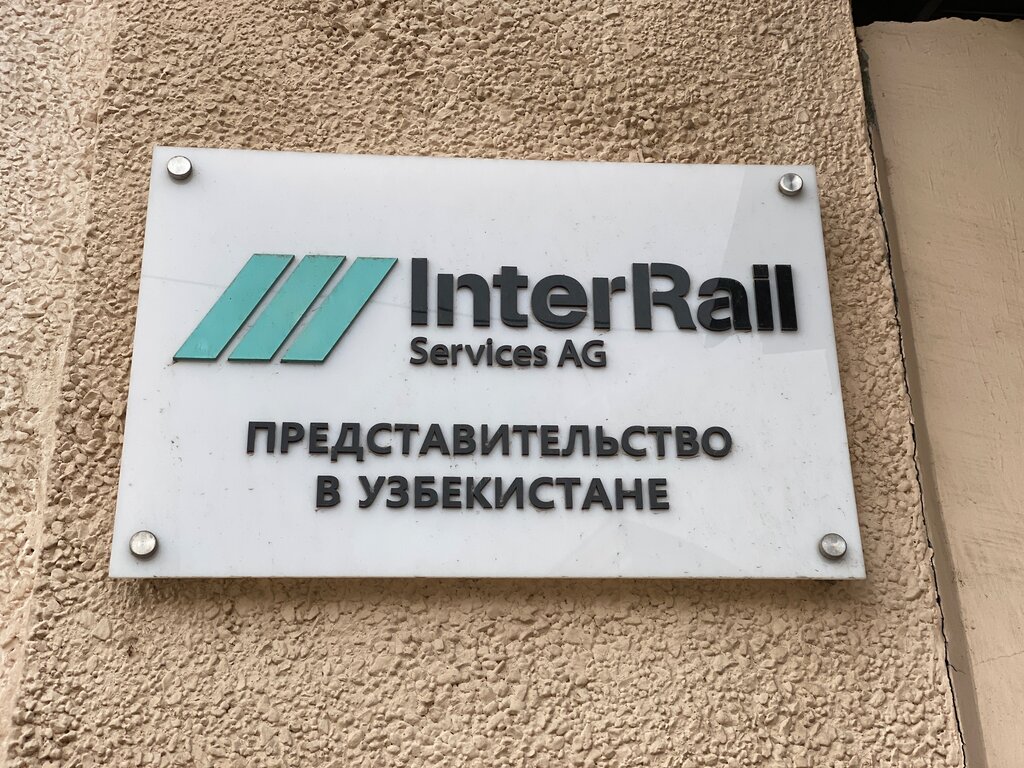 InterRail
Services AG
ПРЕДСТАВИТЕЛЬСТВО
В УЗБЕКИСТАНЕ